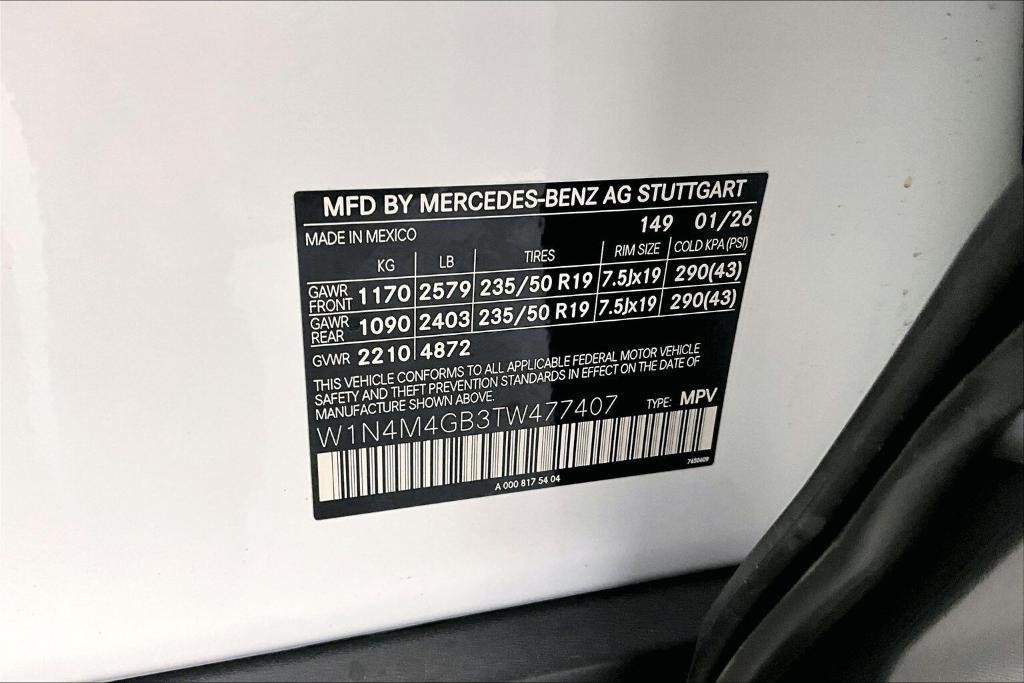 MFD BY MERCEDES-BENZ AG STUTTGART
149 01/26
MADE IN MEXICO
KG LB TIRES RIM SIZE COLD KPA (PSI)
GAWR FRONT 1170 2579 235/50 R19 7.5Jx19 290(43)
GAWR REAR 1090 2403 235/50 R19 7.5Jx19 290(43)
GVWR 2210 4872
THIS VEHICLE CONFORMS TO ALL APPLICABLE FEDERAL MOTOR VEHICLE
SAFETY AND THEFT PREVENTION STANDARDS IN EFFECT ON THE DATE OF
MANUFACTURE SHOWN ABOVE.
W1N4M4GB3TW477407 TYPE: MPV
A 000 817 54 04
7650609